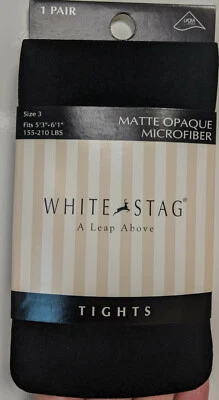 1 PAIR
LYCRA
Size 3
Fits 5'3"-6'1"
155-210 LBS
MATTE OPAQUE
MICROFIBER
WHITE STAG®
A Leap Above
TIGHTS